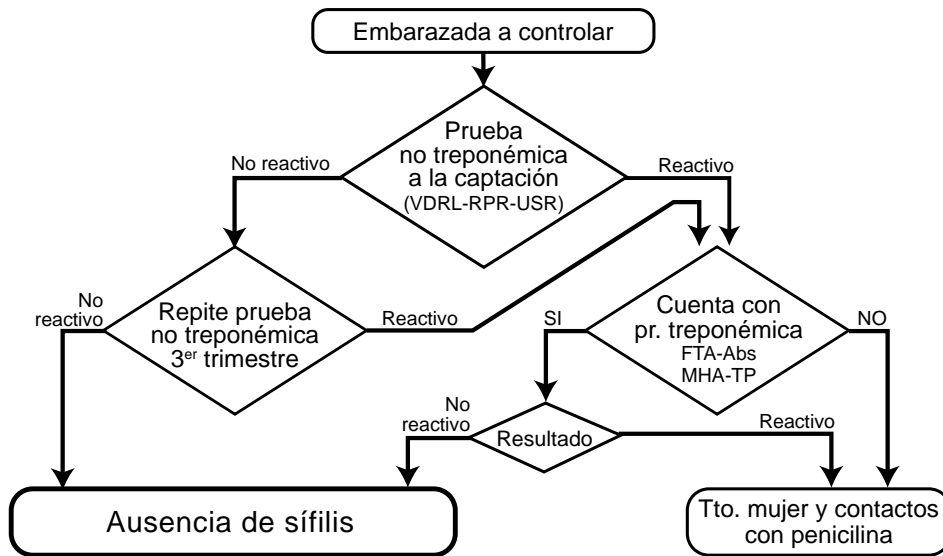 Embarazada a controlar
Prueba
no treponémica
a la captación
(VDRL-RPR-USR)
No reactivo
Reactivo
No
reactivo
Repite prueba
no treponémica
3er trimestre
Reactivo
SI
Cuenta con
pr. treponémica
FTA-Abs
MHA-TP
NO
No
reactivo
Resultado
Reactivo
Ausencia de sífilis
Tto. mujer y contactos
con penicilina